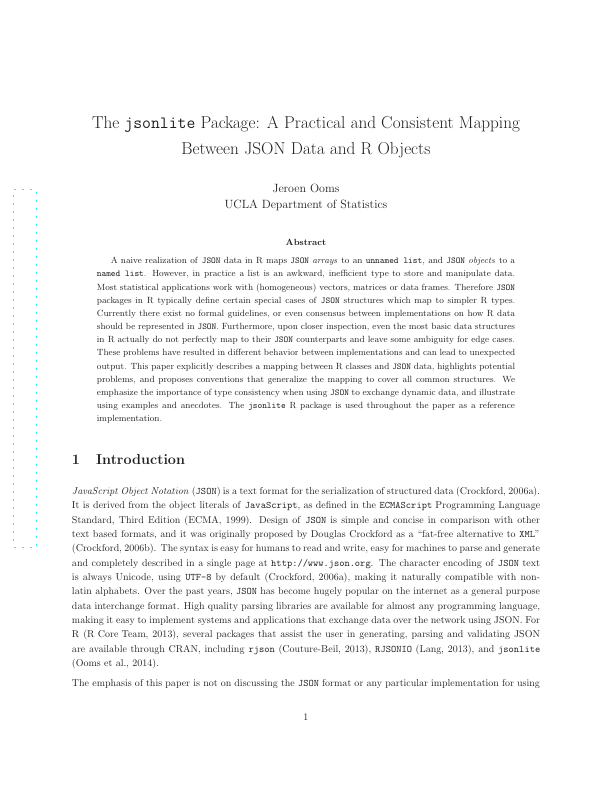 The jsonlite Package: A Practical and Consistent Mapping
Between JSON Data and R Objects
Jeroen Ooms
UCLA Department of Statistics
Abstract
A naive realization of JSON data in R maps JSON arrays to an unnamed list, and JSON objects to a
named list. However, in practice a list is an awkward, inefficient type to store and manipulate data.
Most statistical applications work with (homogeneous) vectors, matrices or data frames. Therefore JSON
packages in R typically define certain special cases of JSON structures which map to simpler R types.
Currently there exist no formal guidelines, or even consensus between implementations on how R data
should be represented in JSON. Furthermore, upon closer inspection, even the most basic data structures
in R actually do not perfectly map to their JSON counterparts and leave some ambiguity for edge cases.
These problems have resulted in different behavior between implementations and can lead to unexpected
output. This paper explicitly describes a mapping between R classes and JSON data, highlights potential
problems, and proposes conventions that generalize the mapping to cover all common structures. We
emphasize the importance of type consistency when using JSON to exchange dynamic data, and illustrate
using examples and anecdotes. The jsonlite R package is used throughout the paper as a reference
implementation.
1 Introduction
JavaScript Object Notation (JSON) is a text format for the serialization of structured data (Crockford, 2006a).
It is derived from the object literals of JavaScript, as defined in the ECMAScript Programming Language
Standard, Third Edition (ECMA, 1999). Design of JSON is simple and concise in comparison with other
text based formats, and it was originally proposed by Douglas Crockford as a “fat-free alternative to XML”
(Crockford, 2006b). The syntax is easy for humans to read and write, easy for machines to parse and generate
and completely described in a single page at http://www.json.org. The character encoding of JSON text
is always Unicode, using UTF-8 by default (Crockford, 2006a), making it naturally compatible with non-
latin alphabets. Over the past years, JSON has become hugely popular on the internet as a general purpose
data interchange format. High quality parsing libraries are available for almost any programming language,
making it easy to implement systems and applications that exchange data over the network using JSON. For
R (R Core Team, 2013), several packages that assist the user in generating, parsing and validating JSON
are available through CRAN, including rjson (Couture-Beil, 2013), RJSONIO (Lang, 2013), and jsonlite
(Ooms et al., 2014).
The emphasis of this paper is not on discussing the JSON format or any particular implementation for using
1